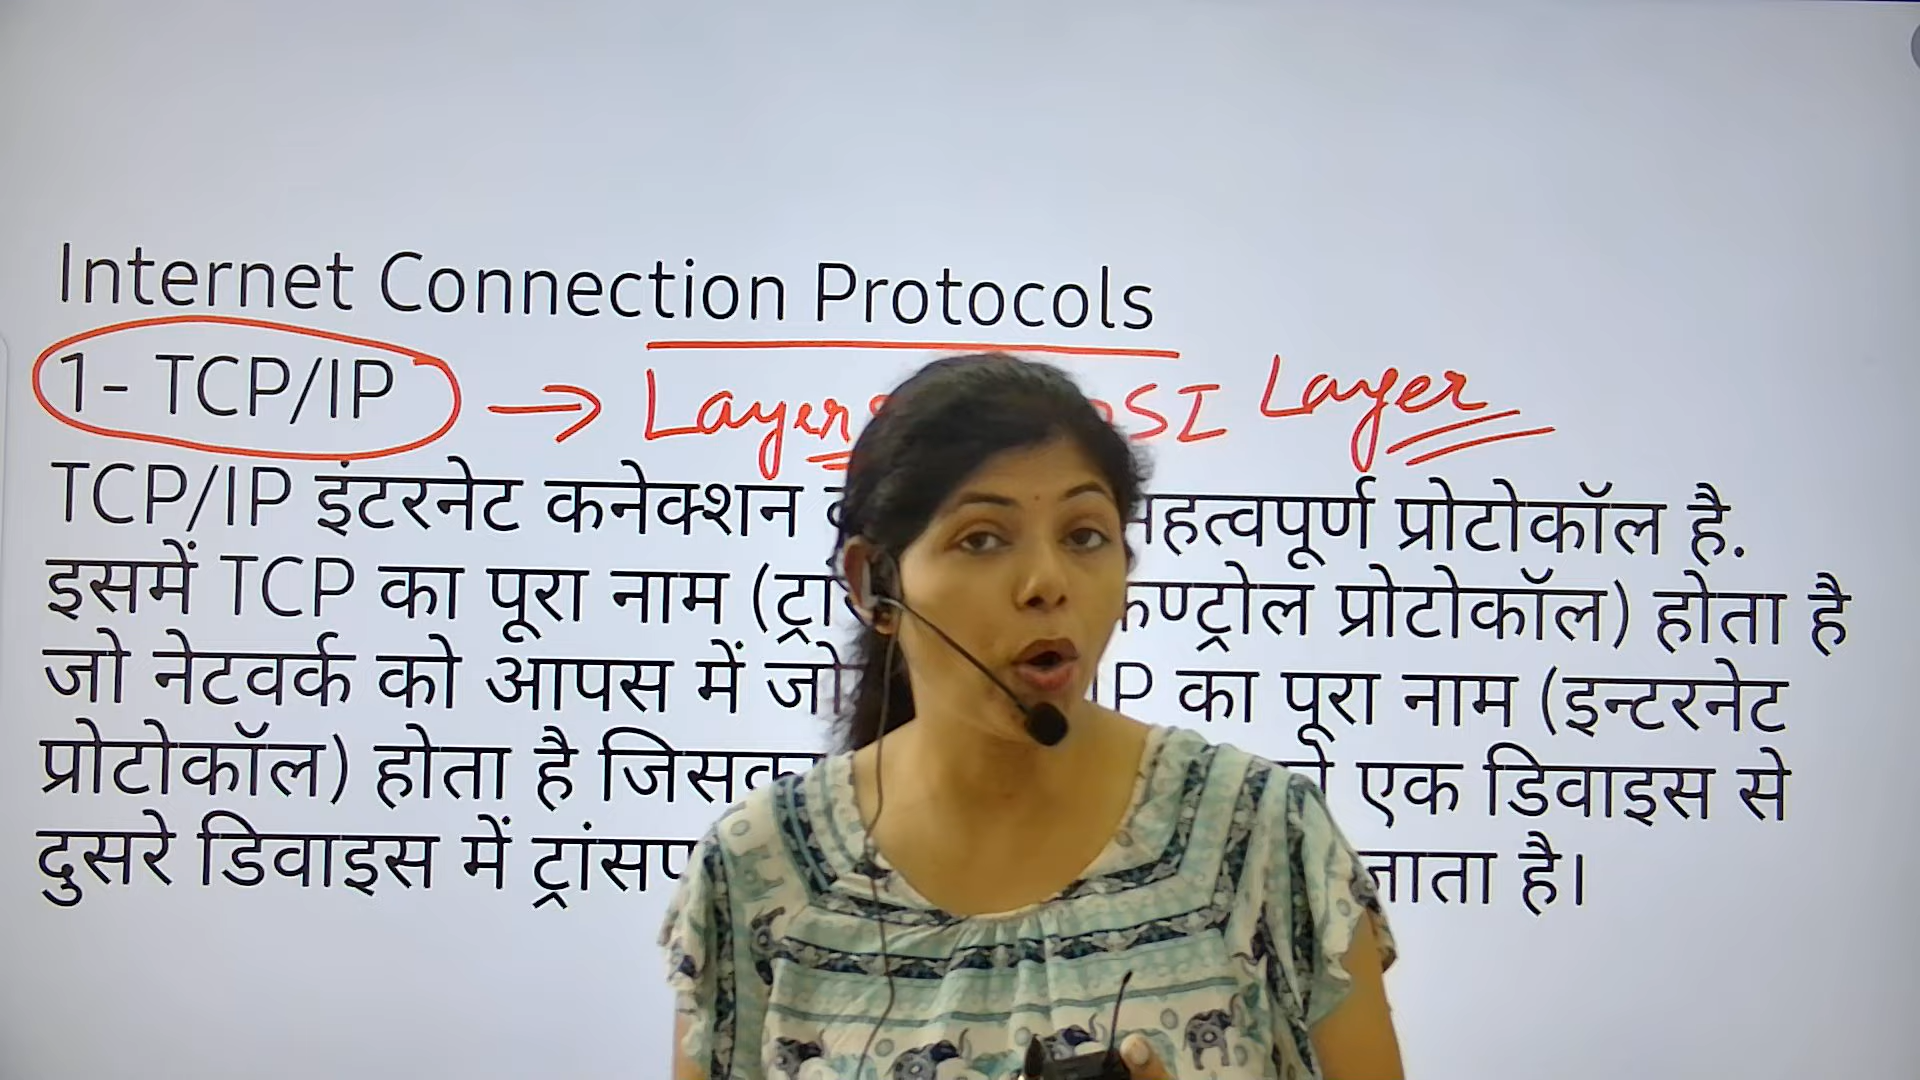 Internet Connection Protocols
1- TCP/IP → Layer OSI Layer
TCP/IP इंटरनेट कनेक्शन महत्वपूर्ण प्रोटोकॉल है.
इसमें TCP का पूरा नाम कण्ट्रोल प्रोटोकॉल) होता है
जो नेटवर्क को आपस में IP का पूरा नाम (इन्टरनेट
प्रोटोकॉल) होता है एक डिवाइस से
दुसरे डिवाइस में जाता है।